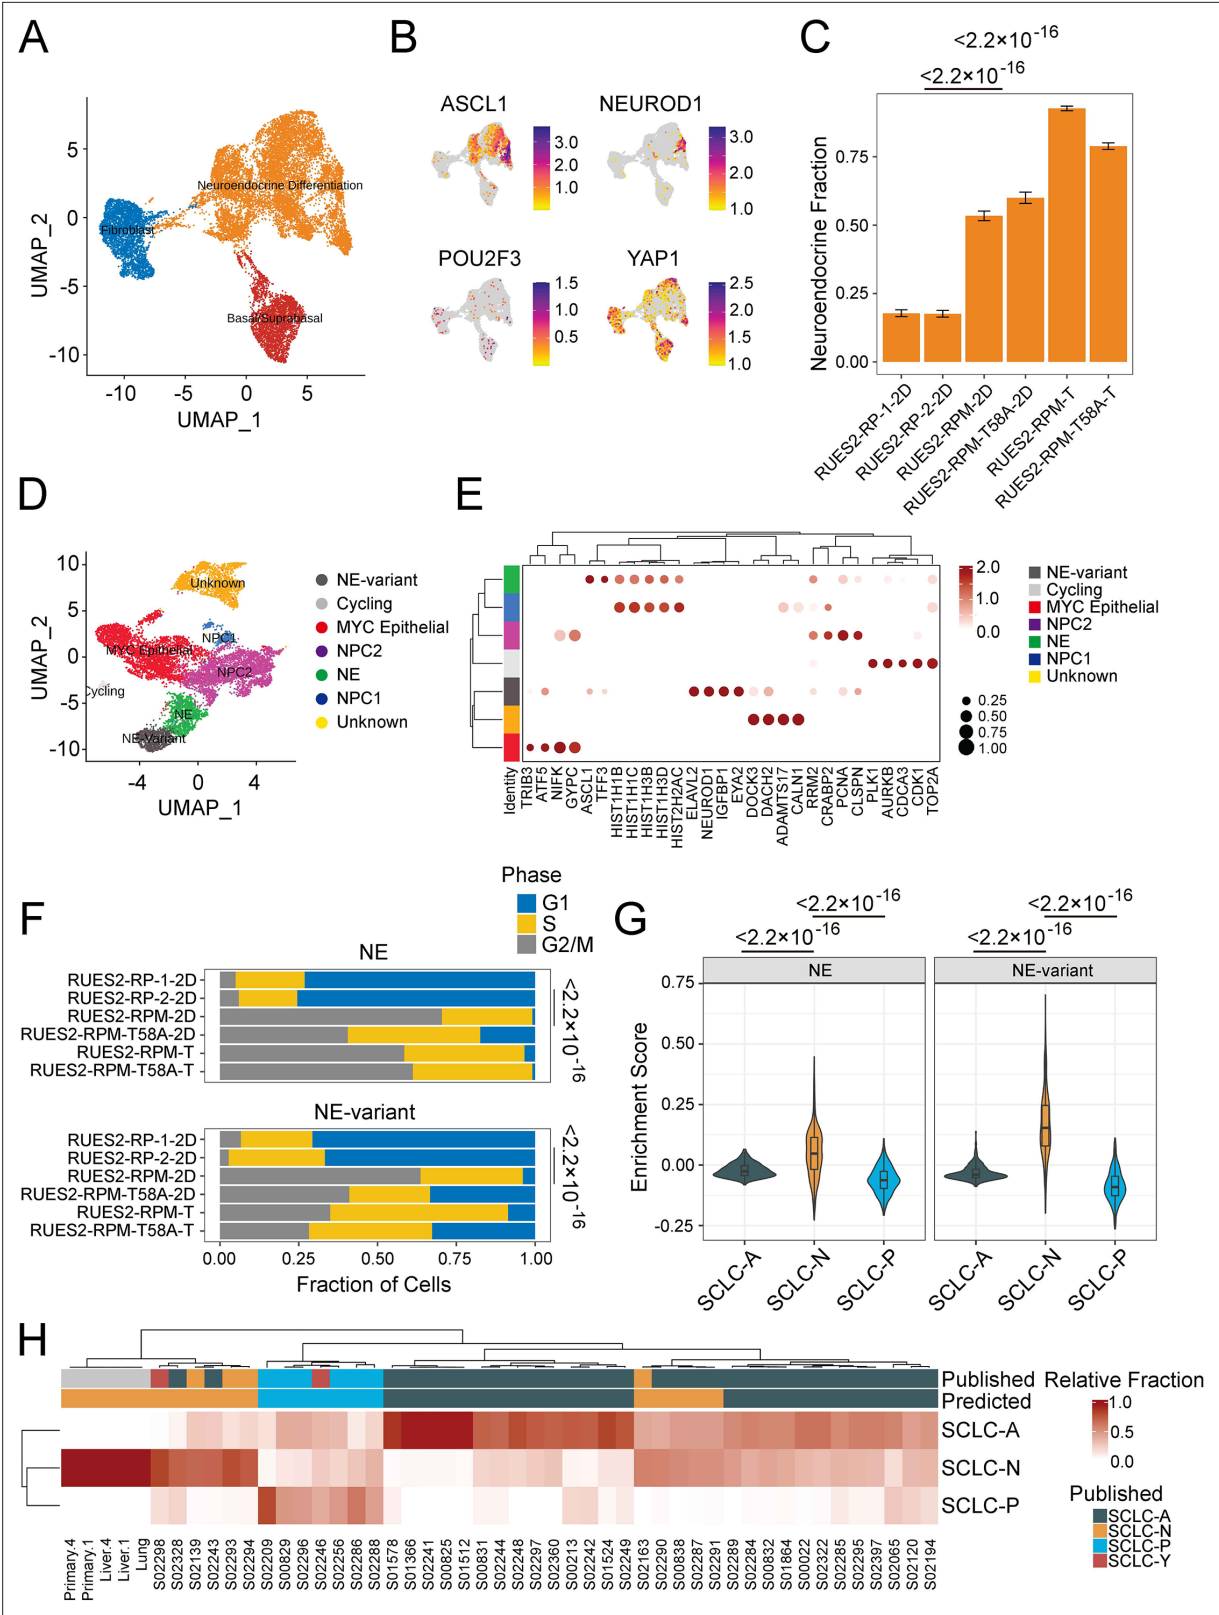 A
5
0
-5
-10
UMAP_2
Neuroendocrine Differentiation
Fibroblast
Basal/Suprabasal
-10
-5
0
5
UMAP_1
B
ASCL1
3.0
2.0
1.0
NEUROD1
3.0
2.0
1.0
POU2F3
1.5
1.0
0.5
YAP1
2.5
2.0
1.5
1.0
C
<2.2×10-16
<2.2×10-16
Neuroendocrine Fraction
0.75
0.50
0.25
0.00
RUES2-RP-1-2D
RUES2-RP-2-2D
RUES2-RPM-2D
RUES2-RPM-T58A-2D
RUES2-RPM-T
RUES2-RPM-T58A-T
D
10
5
0
-5
-10
UMAP_2
Unknown
NPC1
MYC Epithelial
NPC2
Cycling
NE
NE-Variant
-4
0
4
UMAP_1
NE-variant
Cycling
MYC Epithelial
NPC2
NE
NPC1
Unknown
E
2.0
1.0
0.0
NE-variant
Cycling
MYC Epithelial
NPC2
NE
NPC1
Unknown
0.25
0.50
0.75
1.00
Identity
TRIB3
ATF5
NIFK
GYPC
ASCL1
TFF3
HIST1H1B
HIST1H1C
HIST1H3B
HIST1H3D
HIST2H2AC
ELAVL2
NEUROD1
IGFBP1
EYA2
DOCK3
DACH2
ADAMTS17
CALN1
RRM2
CRABP2
PCNA
CLSPN
PLK1
AURKB
CDCA3
CDK1
TOP2A
F
Phase
G1
S
G2/M
NE
RUES2-RP-1-2D
RUES2-RP-2-2D
RUES2-RPM-2D
RUES2-RPM-T58A-2D
RUES2-RPM-T
RUES2-RPM-T58A-T
<2.2×10-16
NE-variant
RUES2-RP-1-2D
RUES2-RP-2-2D
RUES2-RPM-2D
RUES2-RPM-T58A-2D
RUES2-RPM-T
RUES2-RPM-T58A-T
<2.2×10-16
0.00
0.25
0.50
0.75
1.00
Fraction of Cells
G
<2.2×10-16
<2.2×10-16
<2.2×10-16
<2.2×10-16
NE
NE-variant
Enrichment Score
0.75
0.50
0.25
0.00
-0.25
SCLC-A
SCLC-N
SCLC-P
SCLC-A
SCLC-N
SCLC-P
H
Published
Predicted
SCLC-A
SCLC-N
SCLC-P
Relative Fraction
1.0
0.6
0.0
Published
SCLC-A
SCLC-N
SCLC-P
SCLC-Y
Primary.4
Primary.1
Liver.4
Liver.1
Lung
S02298
S02328
S02139
S02243
S02293
S02294
S02209
S00829
S02296
S02246
S02256
S02286
S02288
S01578
S01366
S02241
S00825
S01512
S00831
S02244
S02248
S02297
S02360
S00213
S02242
S01524
S02249
S02163
S02290
S00838
S02287
S02291
S02289
S02284
S00832
S01864
S00022
S02322
S02285
S02295
S02397
S02065
S02120
S02194